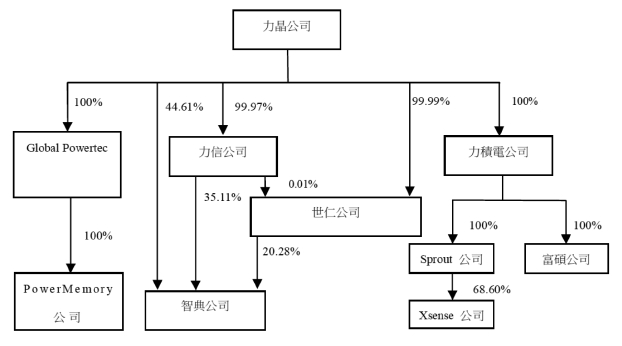 力晶公司
100%
44.61%
99.97%
99.99%
100%
Global Powertec
力信公司
力積電公司
0.01%
35.11%
世仁公司
100%
100%
100%
20.28%
Sprout 公司
富碩公司
PowerMemory
公司
智典公司
68.60%
Xsense 公司